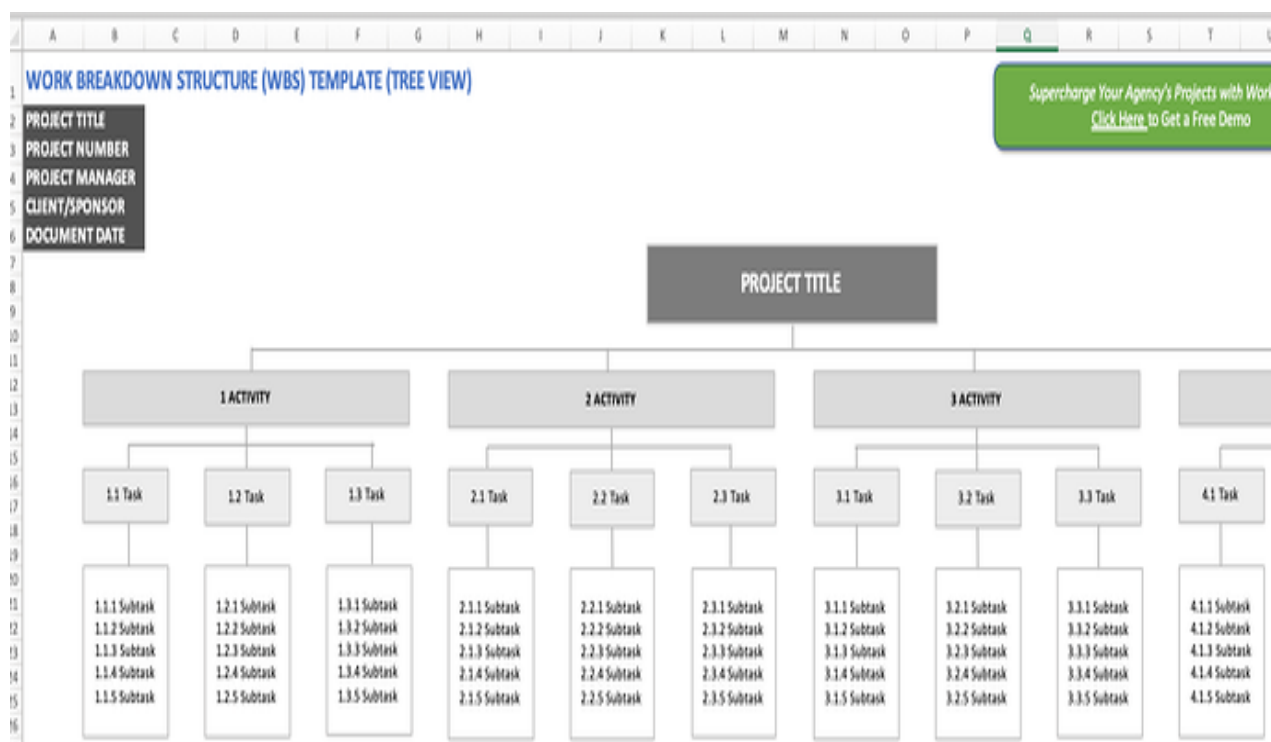 A B C D E F G H I J K L M N O P Q R S T
WORK BREAKDOWN STRUCTURE (WBS) TEMPLATE (TREE VIEW)
Supercharge Your Agency's Projects with
Click Here to Get a Free Demo
PROJECT TITLE
PROJECT NUMBER
PROJECT MANAGER
CLIENT/SPONSOR
DOCUMENT DATE
PROJECT TITLE
1 ACTIVITY
2 ACTIVITY
3 ACTIVITY
1.1 Task
1.2 Task
1.3 Task
2.1 Task
2.2 Task
2.3 Task
3.1 Task
3.2 Task
3.3 Task
4.1 Task
1.1.1 Subtask
1.1.2 Subtask
1.1.3 Subtask
1.1.4 Subtask
1.1.5 Subtask
1.2.1 Subtask
1.2.2 Subtask
1.2.3 Subtask
1.2.4 Subtask
1.2.5 Subtask
1.3.1 Subtask
1.3.2 Subtask
1.3.3 Subtask
1.3.4 Subtask
1.3.5 Subtask
2.1.1 Subtask
2.1.2 Subtask
2.1.3 Subtask
2.1.4 Subtask
2.1.5 Subtask
2.2.1 Subtask
2.2.2 Subtask
2.2.3 Subtask
2.2.4 Subtask
2.2.5 Subtask
2.3.1 Subtask
2.3.2 Subtask
2.3.3 Subtask
2.3.4 Subtask
2.3.5 Subtask
3.1.1 Subtask
3.1.2 Subtask
3.1.3 Subtask
3.1.4 Subtask
3.1.5 Subtask
3.2.1 Subtask
3.2.2 Subtask
3.2.3 Subtask
3.2.4 Subtask
3.2.5 Subtask
3.3.1 Subtask
3.3.2 Subtask
3.3.3 Subtask
3.3.4 Subtask
3.3.5 Subtask
4.1.1 Subtask
4.1.2 Subtask
4.1.3 Subtask
4.1.4 Subtask
4.1.5 Subtask